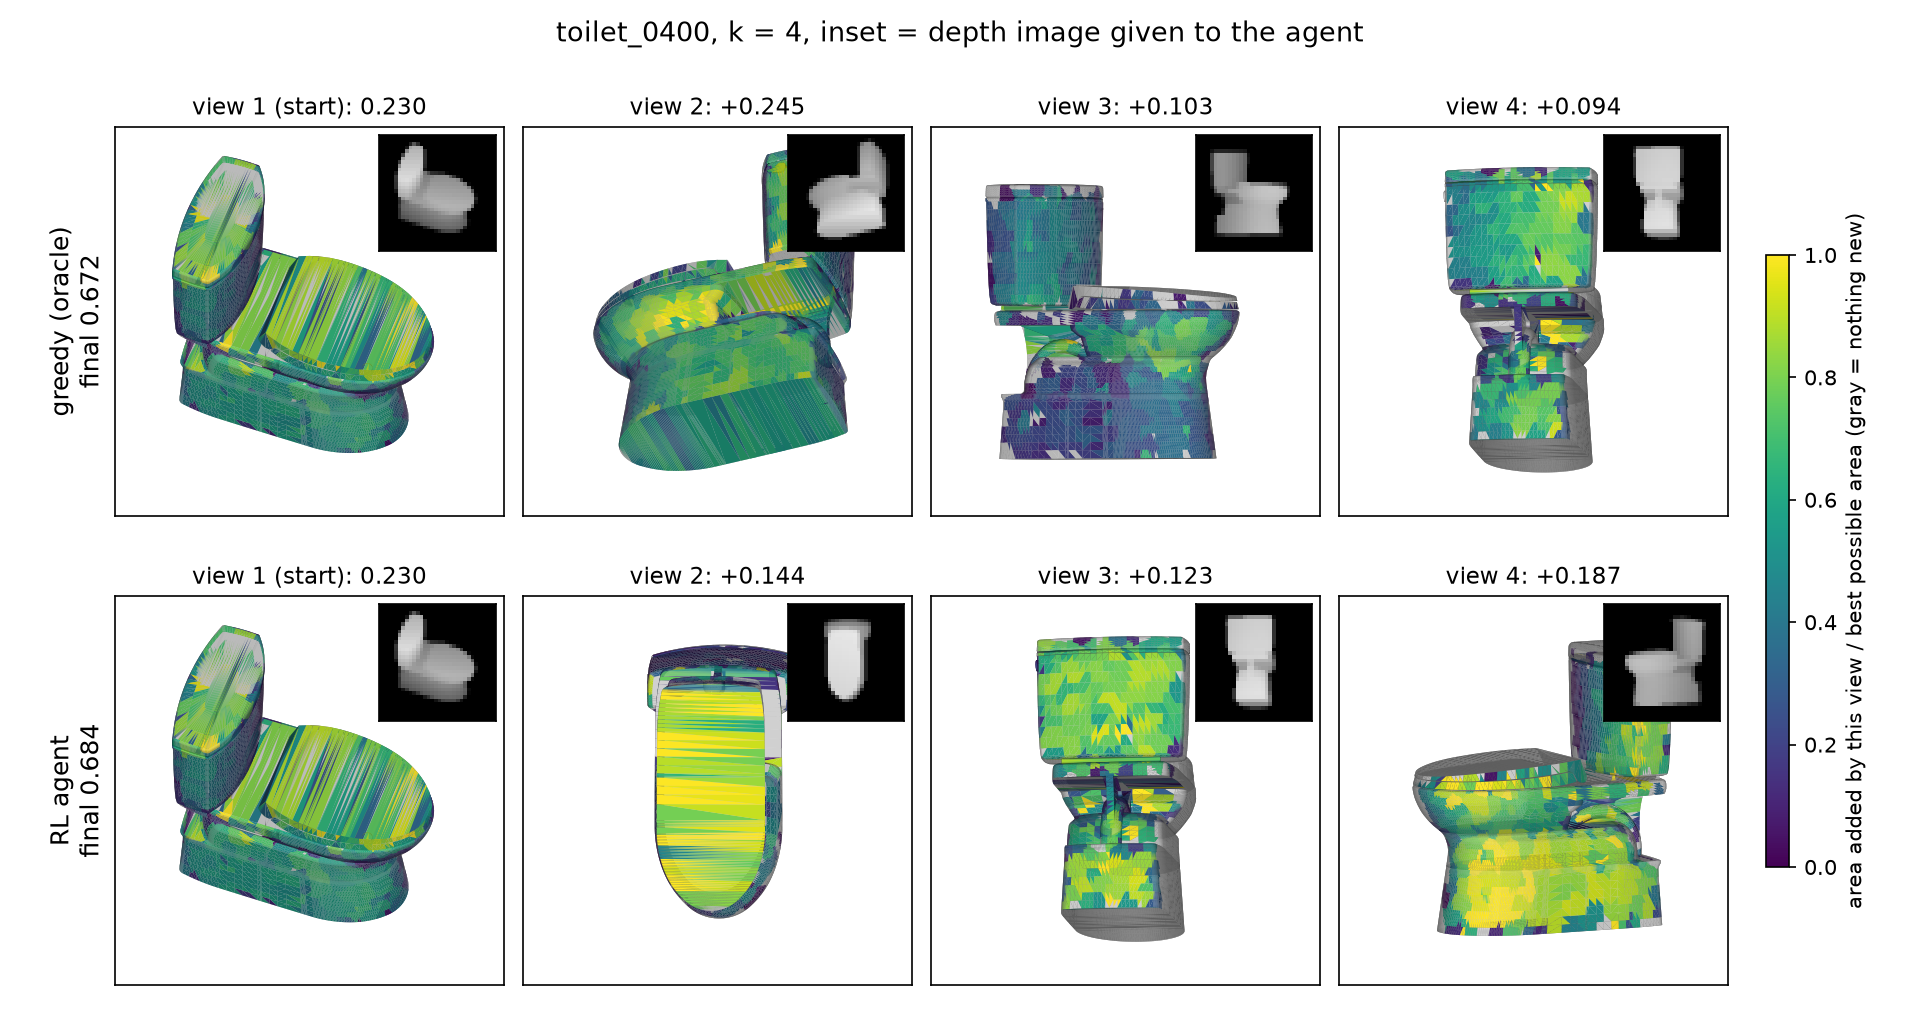 toilet_0400, k = 4, inset = depth image given to the agent
greedy (oracle)
final 0.672
view 1 (start): 0.230
view 2: +0.245
view 3: +0.103
view 4: +0.094
RL agent
final 0.684
view 1 (start): 0.230
view 2: +0.144
view 3: +0.123
view 4: +0.187
1.0
0.8
0.6
0.4
0.2
0.0
area added by this view / best possible area (gray = nothing new)